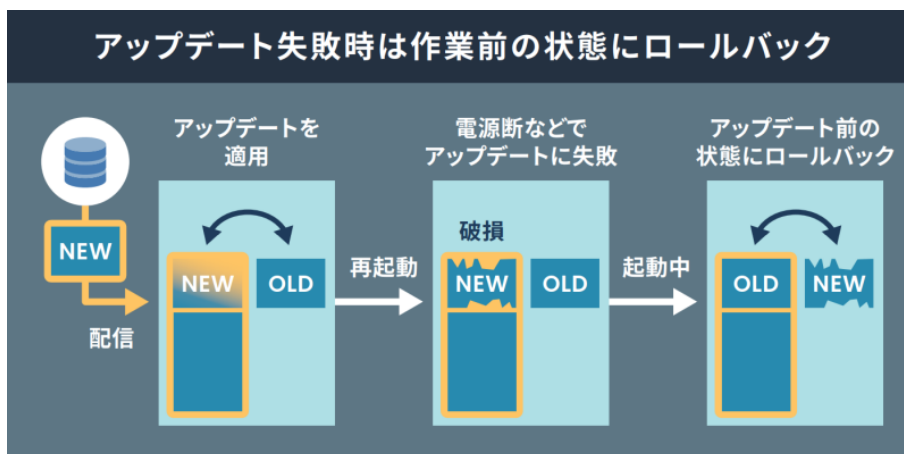 アップデート失敗時は作業前の状態にロールバック
アップデートを
適用
電源断などで
アップデートに失敗
アップデート前の
状態にロールバック
NEW
配信
NEW
OLD
再起動
破損
NEW
OLD
起動中
OLD
NEW